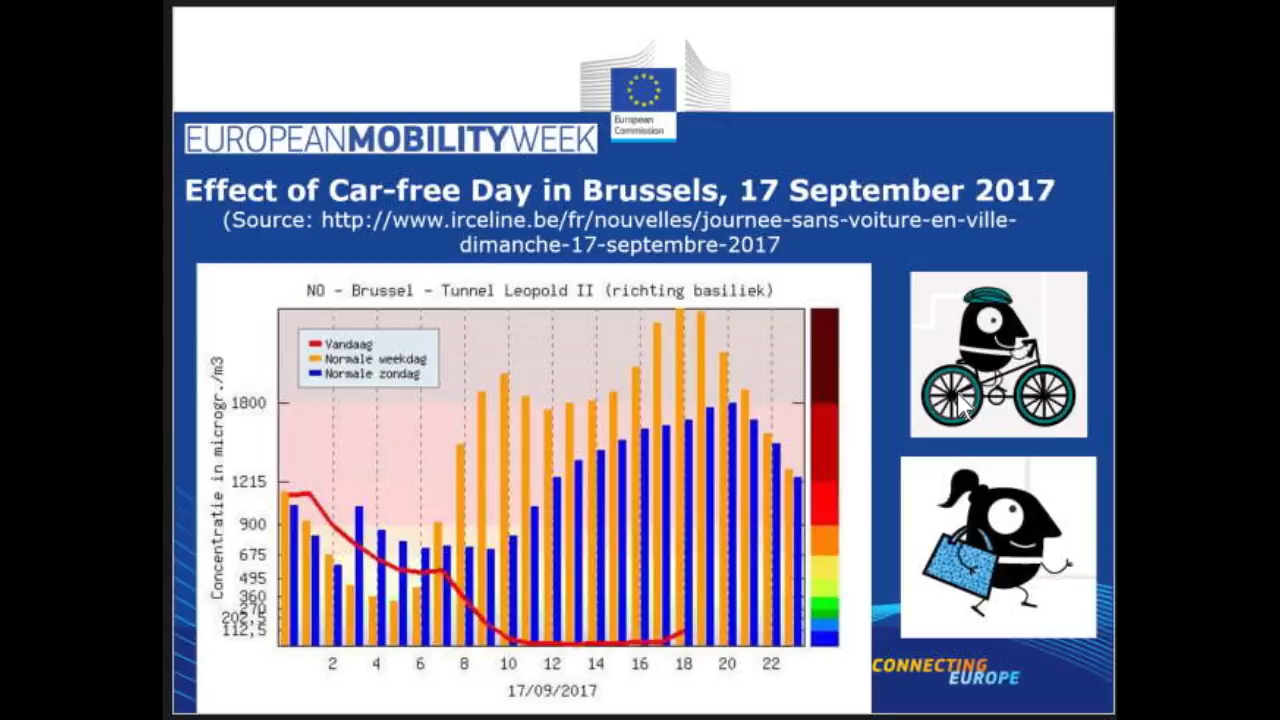 European
Commission
EUROPEANMOBILITYWEEK
Effect of Car-free Day in Brussels, 17 September 2017
(Source: http://www.irceline.be/fr/nouvelles/journee-sans-voiture-en-ville-
dimanche-17-septembre-2017
NO - Brussel - Tunnel Leopold II (richting basiliek)
Vandaag
Normale weekdag
Normale zondag
Concentratie in microgr./m3
1800
1215
900
675
495
360
270
202,5
112,5
2 4 6 8 10 12 14 16 18 20 22
17/09/2017
CONNECTING
EUROPE